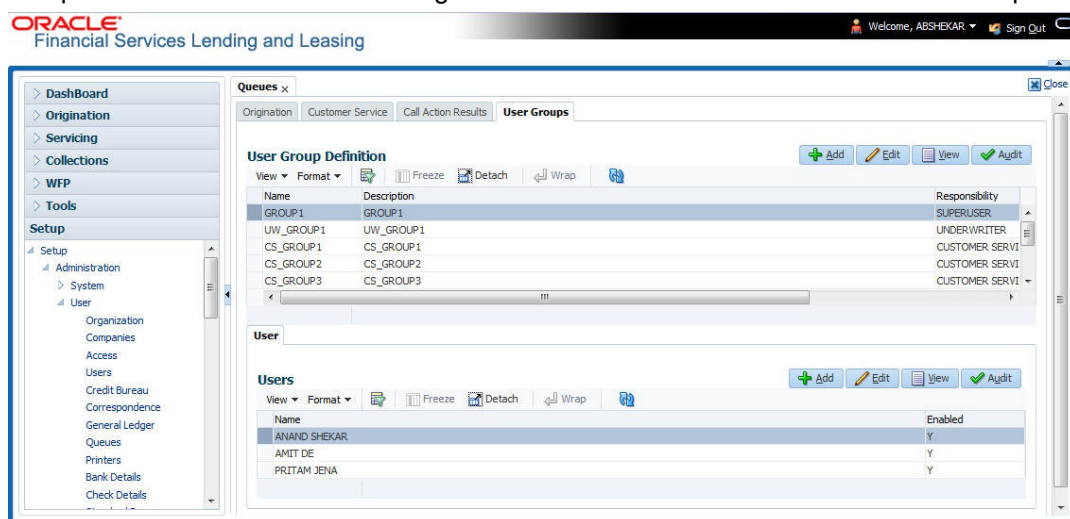 ORACLE
Financial Services Lending and Leasing
Welcome, ABSHEKAR
Sign Out
DashBoard
Origination
Servicing
Collections
WFP
Tools
Setup
Setup
Administration
System
User
Organization
Companies
Access
Users
Credit Bureau
Correspondence
General Ledger
Queues
Printers
Bank Details
Check Details
Queues x
Close
Origination Customer Service Call Action Results User Groups
User Group Definition
Add Edit View Audit
View Format Freeze Detach Wrap
Name Description Responsibility
GROUP1 GROUP1 SUPERUSER
UW_GROUP1 UW_GROUP1 UNDERWRITER
CS_GROUP1 CS_GROUP1 CUSTOMER SERVI
CS_GROUP2 CS_GROUP2 CUSTOMER SERVI
CS_GROUP3 CS_GROUP3 CUSTOMER SERVI
User
Users
Add Edit View Audit
View Format Freeze Detach Wrap
Name Enabled
ANAND SHEKAR Y
AMIT DE Y
PRITAM JENA Y